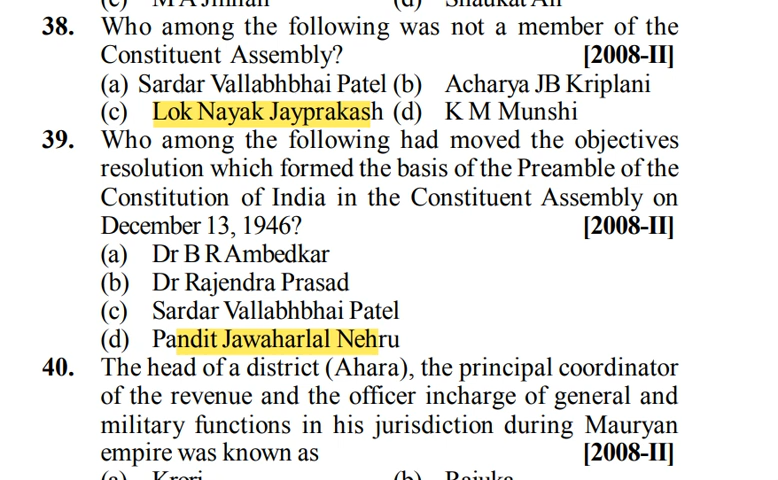 (c) M A Jinnah (d) Shaukat Ali
38. Who among the following was not a member of the
Constituent Assembly? [2008-II]
(a) Sardar Vallabhbhai Patel (b) Acharya JB Kriplani
(c) Lok Nayak Jayprakash (d) K M Munshi
39. Who among the following had moved the objectives
resolution which formed the basis of the Preamble of the
Constitution of India in the Constituent Assembly on
December 13, 1946? [2008-II]
(a) Dr B R Ambedkar
(b) Dr Rajendra Prasad
(c) Sardar Vallabhbhai Patel
(d) Pandit Jawaharlal Nehru
40. The head of a district (Ahara), the principal coordinator
of the revenue and the officer incharge of general and
military functions in his jurisdiction during Mauryan
empire was known as [2008-II]
(a) Krori (b) Rajuka